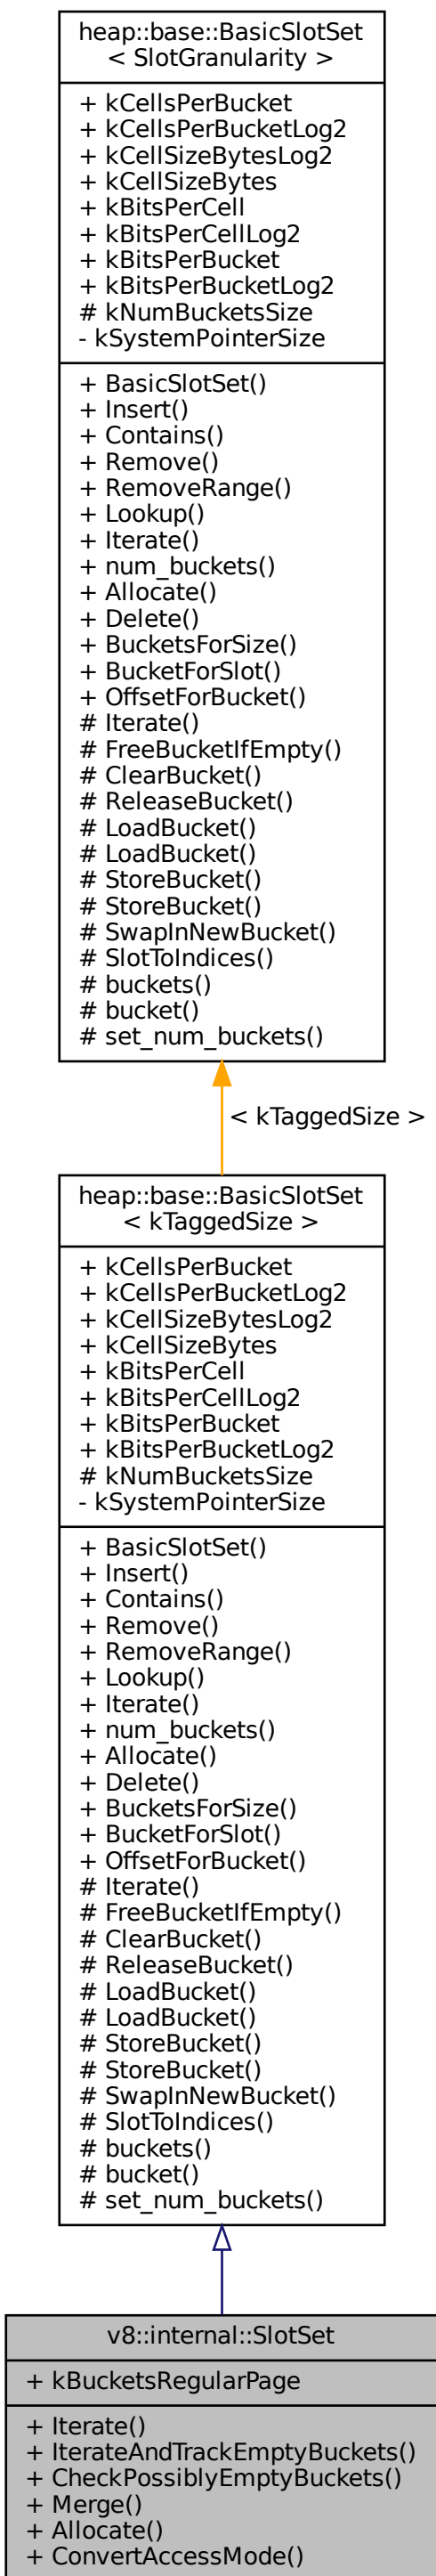 heap::base::BasicSlotSet
< SlotGranularity >
+ kCellsPerBucket
+ kCellsPerBucketLog2
+ kCellSizeBytesLog2
+ kCellSizeBytes
+ kBitsPerCell
+ kBitsPerCellLog2
+ kBitsPerBucket
+ kBitsPerBucketLog2
# kNumBucketsSize
- kSystemPointerSize
+ BasicSlotSet()
+ Insert()
+ Contains()
+ Remove()
+ RemoveRange()
+ Lookup()
+ Iterate()
+ num_buckets()
+ Allocate()
+ Delete()
+ BucketsForSize()
+ BucketForSlot()
+ OffsetForBucket()
# Iterate()
# FreeBucketIfEmpty()
# ClearBucket()
# ReleaseBucket()
# LoadBucket()
# LoadBucket()
# StoreBucket()
# StoreBucket()
# SwapInNewBucket()
# SlotToIndices()
# buckets()
# bucket()
# set_num_buckets()
< kTaggedSize >
heap::base::BasicSlotSet
< kTaggedSize >
+ kCellsPerBucket
+ kCellsPerBucketLog2
+ kCellSizeBytesLog2
+ kCellSizeBytes
+ kBitsPerCell
+ kBitsPerCellLog2
+ kBitsPerBucket
+ kBitsPerBucketLog2
# kNumBucketsSize
- kSystemPointerSize
+ BasicSlotSet()
+ Insert()
+ Contains()
+ Remove()
+ RemoveRange()
+ Lookup()
+ Iterate()
+ num_buckets()
+ Allocate()
+ Delete()
+ BucketsForSize()
+ BucketForSlot()
+ OffsetForBucket()
# Iterate()
# FreeBucketIfEmpty()
# ClearBucket()
# ReleaseBucket()
# LoadBucket()
# LoadBucket()
# StoreBucket()
# StoreBucket()
# SwapInNewBucket()
# SlotToIndices()
# buckets()
# bucket()
# set_num_buckets()
v8::internal::SlotSet
+ kBucketsRegularPage
+ Iterate()
+ IterateAndTrackEmptyBuckets()
+ CheckPossiblyEmptyBuckets()
+ Merge()
+ Allocate()
+ ConvertAccessMode()